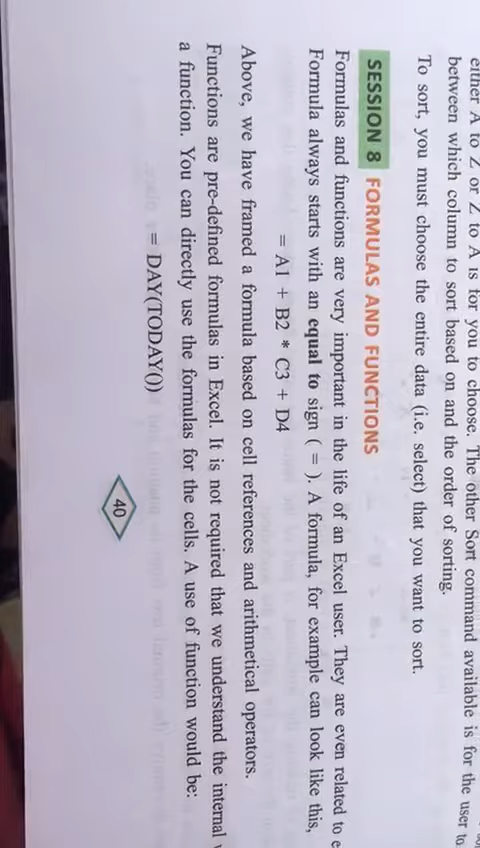 either A to Z or Z to A is for you to choose. The other Sort command available is for the user to
between which column to sort based on and the order of sorting.
To sort, you must choose the entire data (i.e. select) that you want to sort.
SESSION 8 FORMULAS AND FUNCTIONS
Formulas and functions are very important in the life of an Excel user. They are even related to e
Formula always starts with an equal to sign ( = ). A formula, for example can look like this,
= A1 + B2 * C3 + D4
Above, we have framed a formula based on cell references and arithmetical operators.
Functions are pre-defined formulas in Excel. It is not required that we understand the internal
a function. You can directly use the formulas for the cells. A use of function would be:
= DAY(TODAY())
40